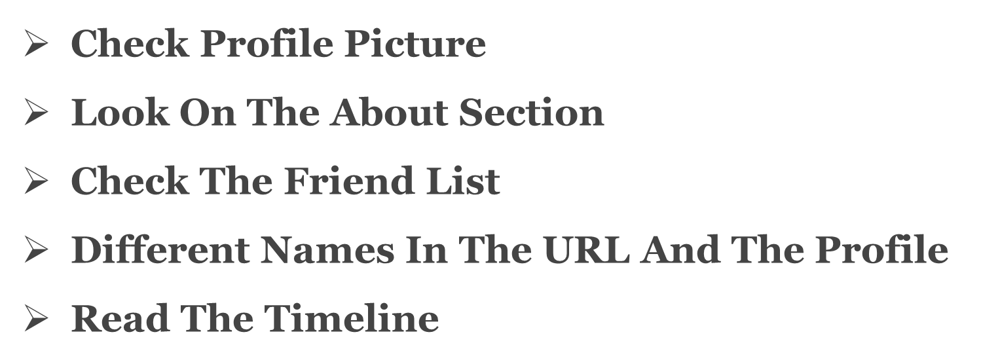 ➢ Check Profile Picture
➢ Look On The About Section
➢ Check The Friend List
➢ Different Names In The URL And The Profile
➢ Read The Timeline